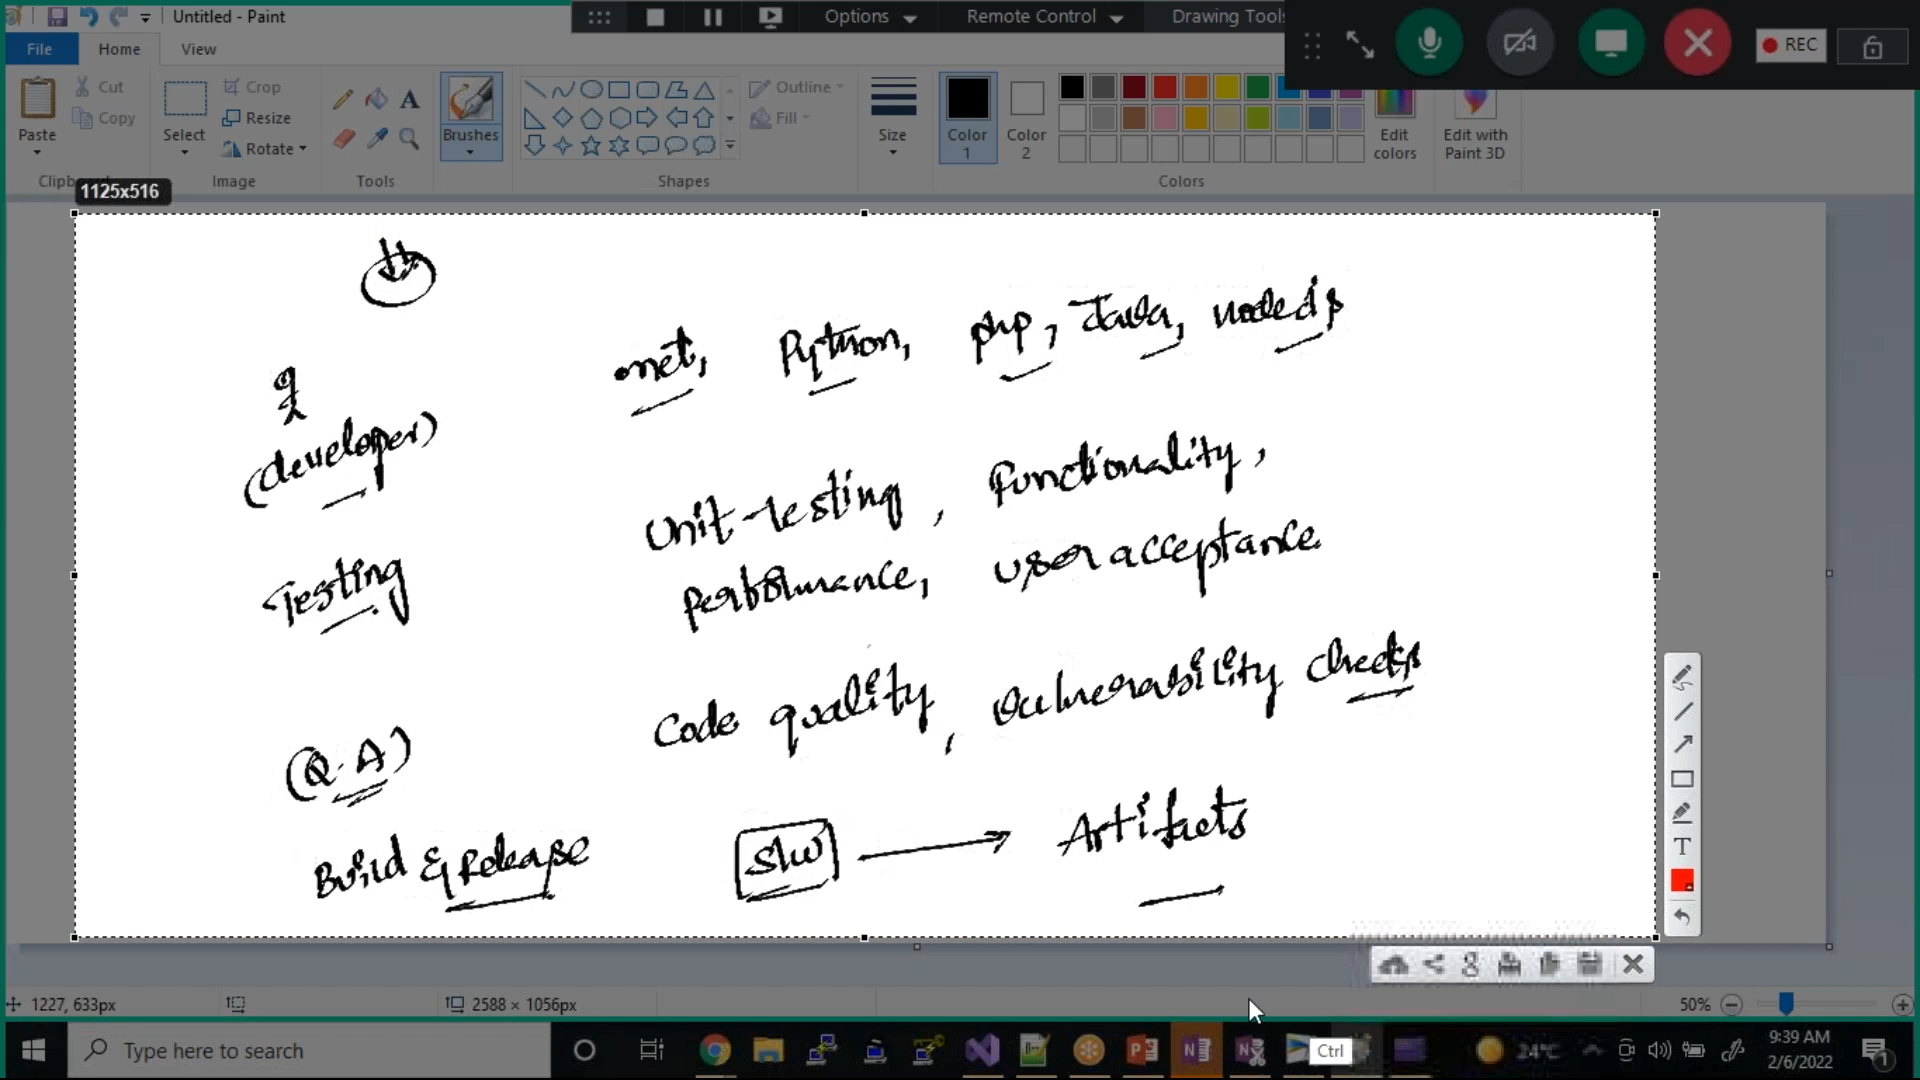 Untitled - Paint
Options
Remote Control
Drawing Tools
REC
File
Home
View
Paste
Cut
Copy
Clipb
Select
Crop
Resize
Rotate
Image
Tools
Brushes
Shapes
Outline
Fill
Size
Color 1
Color 2
Edit colors
Edit with Paint 3D
Colors
1125x516
.net, Python, php, Java, nodejs
(developer)
Unit-testing, Functionality,
Testing
performance, user acceptance
Code quality, Vulnerability checks
(Q.A)
Build & Release
S/W → Artifacts
T
1227, 633px
2588 × 1056px
50%
Type here to search
Ctrl
24°C
9:39 AM
2/6/2022
1